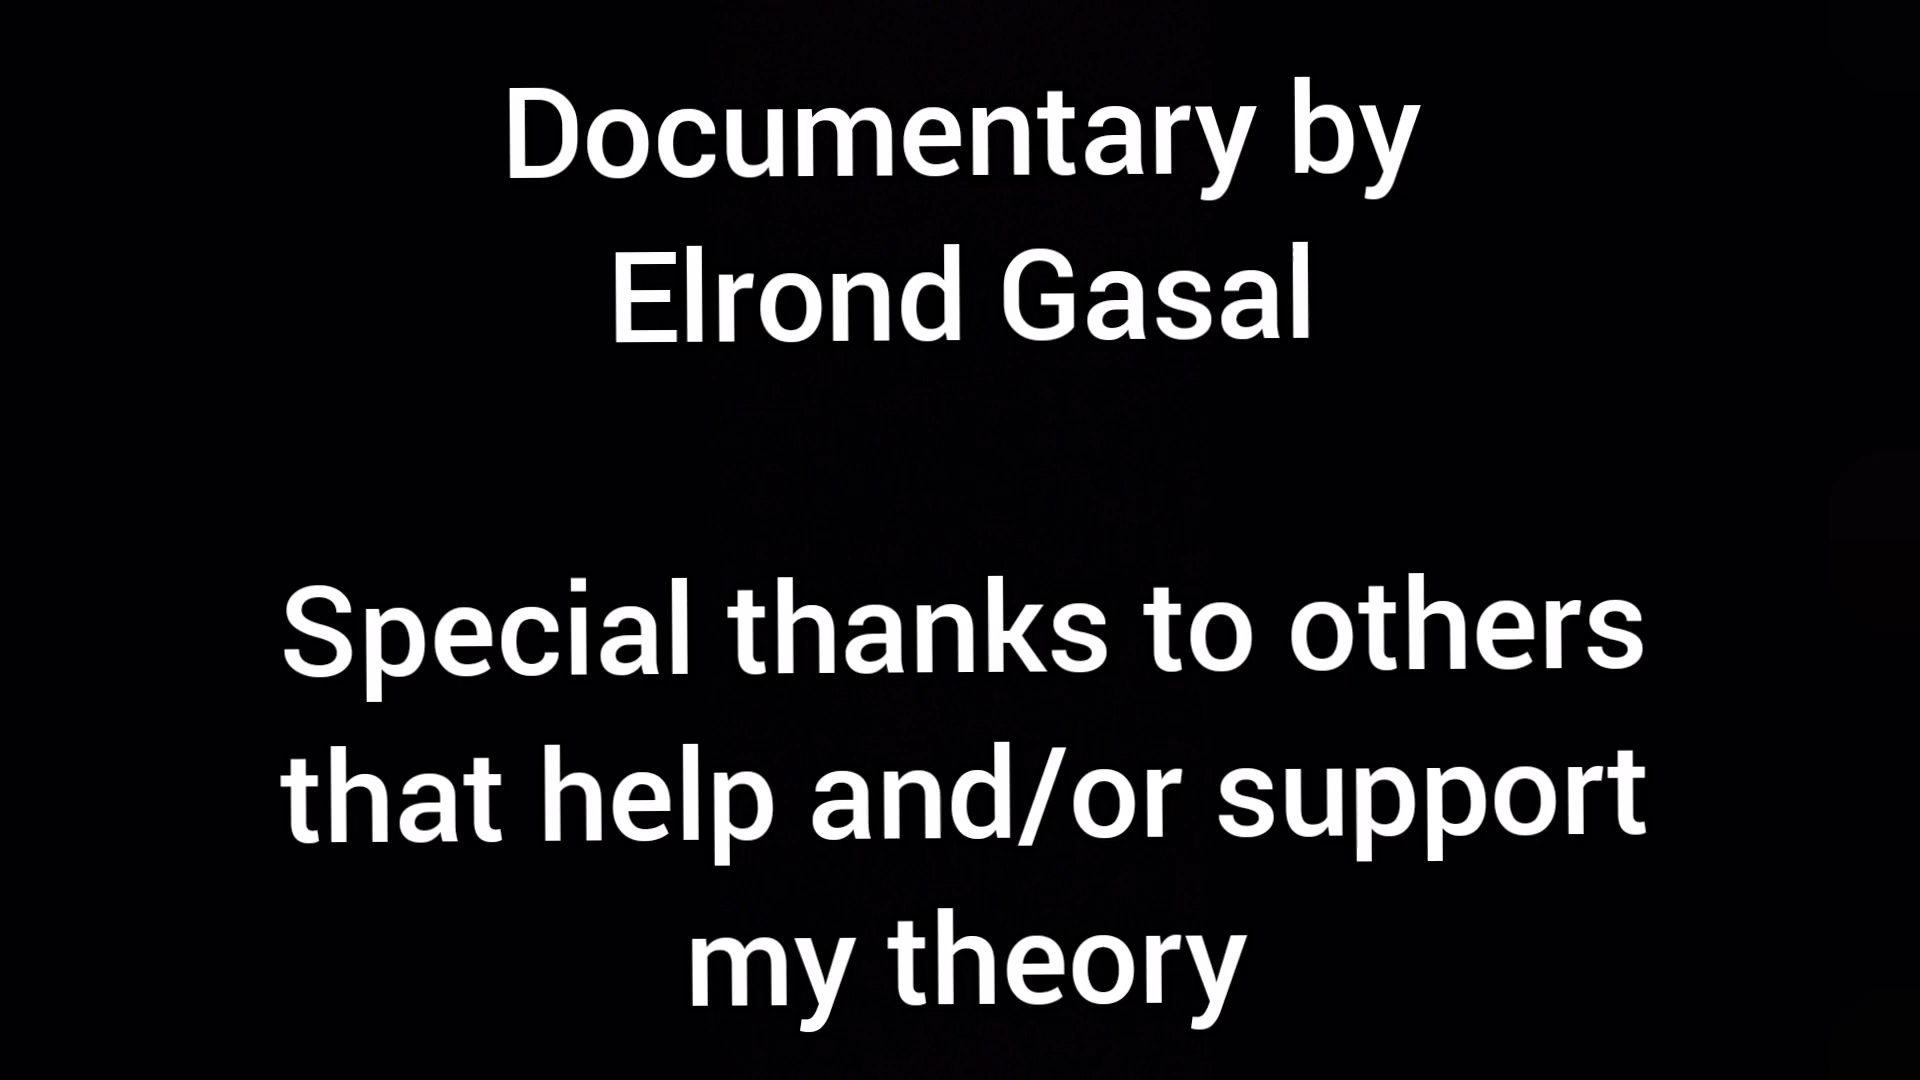 Documentary by
Elrond Gasal
Special thanks to others
that help and/or support
my theory